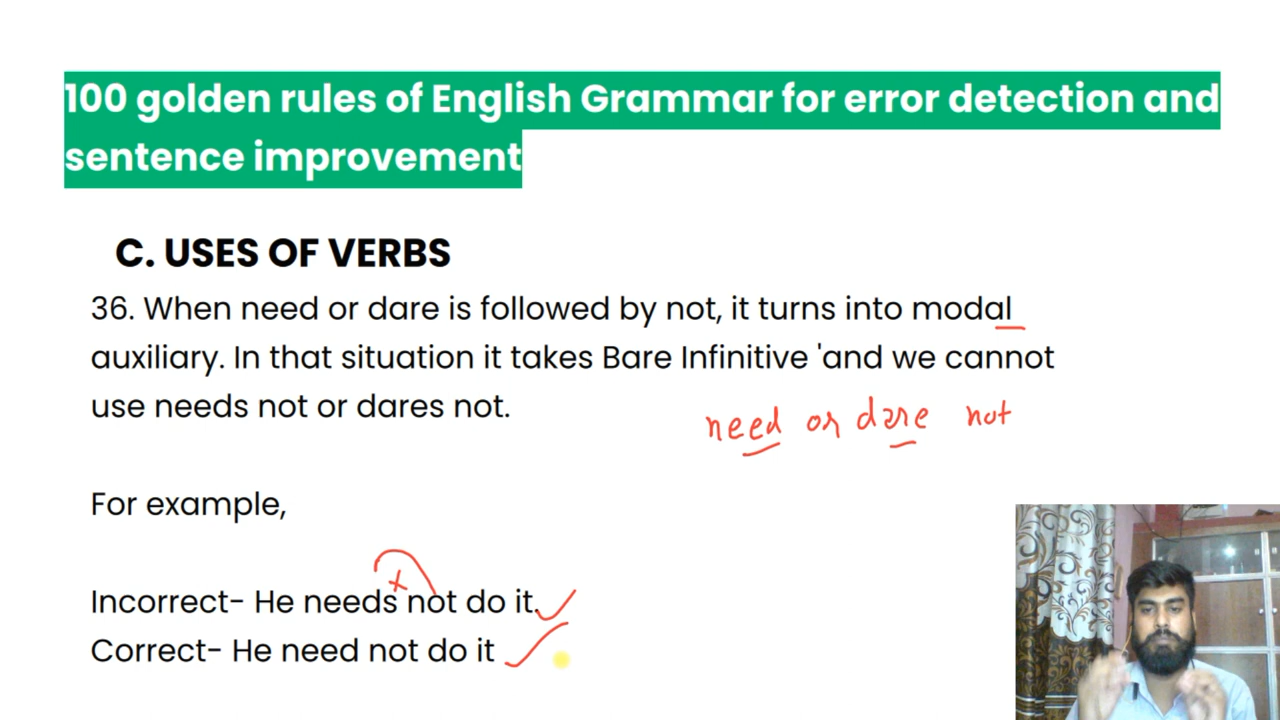 100 golden rules of English Grammar for error detection and
sentence improvement
C. USES OF VERBS
36. When need or dare is followed by not, it turns into modal
auxiliary. In that situation it takes Bare Infinitive 'and we cannot
use needs not or dares not.
need or dare not
For example,
Incorrect- He needs not do it.
Correct- He need not do it